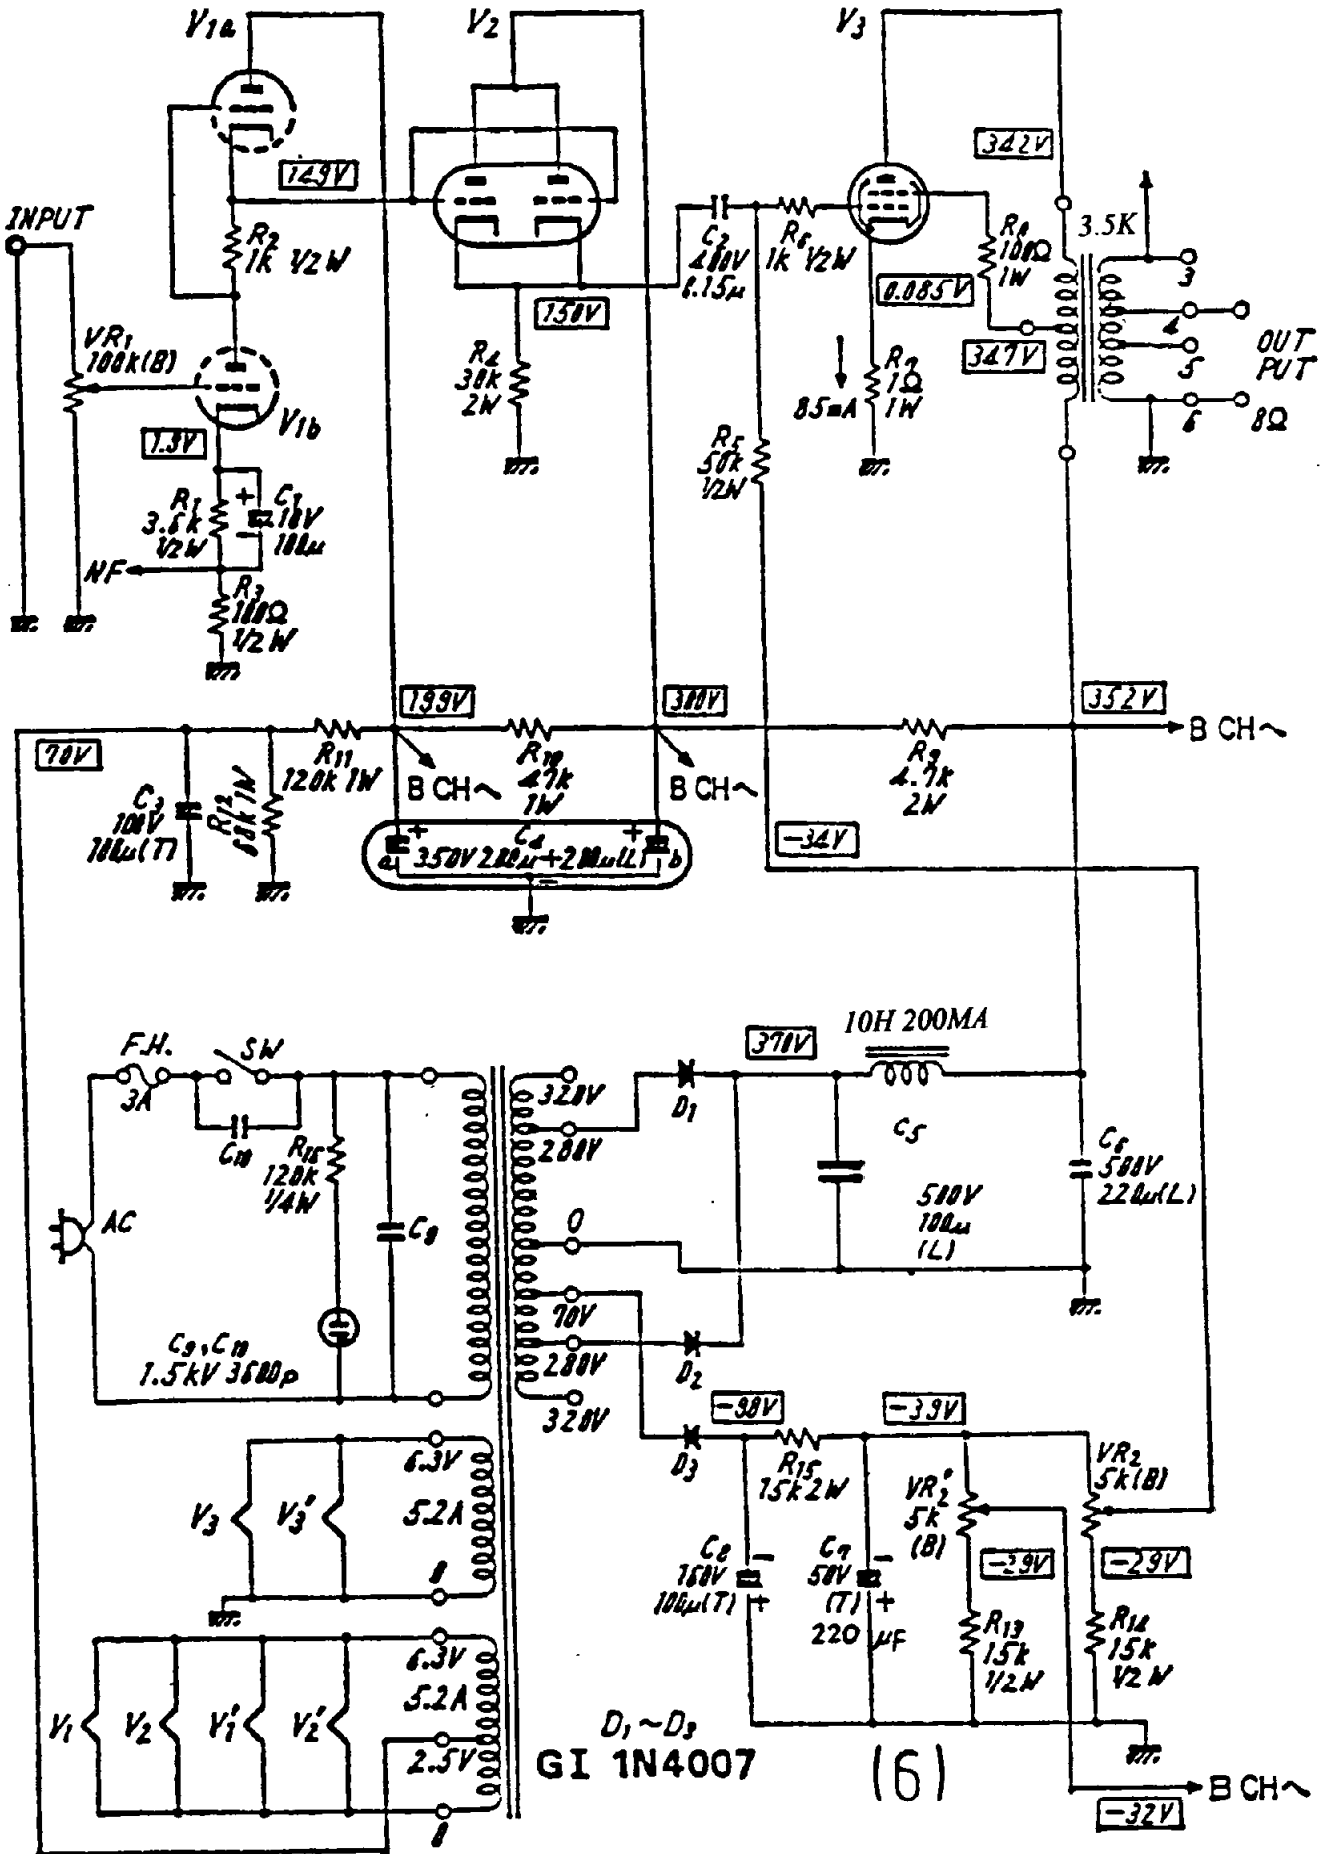 V1a
V2
V3
342V
149V
INPUT
R2
1k 1/2W
C2
400V
0.15μ
R6
1k 1/2W
R8
100Ω
1W
3.5K
3
150V
0.085V
VR1
100k(B)
347V
4
5
OUT
PUT
R4
30k
2W
R7
1Ω
1W
85mA
6
8Ω
V1b
1.9V
R5
50k
1/2W
R1
3.6k
1/2W
+
C1
10V
100μ
NF
R3
100Ω
1/2W
199V
300V
352V
B CH~
70V
R11
120k 1W
R10
47k
1W
R9
4.7k
2W
B CH~
B CH~
C3
100V
100μ(T)
R12
68k 1W
-34V
+
C4
+
a
350V 200μ+200μ(L)
b
-
10H 200MA
370V
F.H.
3A
SW
320V
D1
C10
R16
120k
1/4W
280V
C5
C6
500V
220μ(L)
500V
100μ
(L)
AC
C9
0
70V
C9, C10
1.5kV 3600p
280V
D2
320V
-98V
-39V
D3
R15
15k 2W
VR2
5k(B)
VR2'
5k
(B)
6.3V
5.2A
0
V3
V3'
-29V
-29V
C8
160V
100μ(T)
-
+
C7
50V
(T)
220 μF
-
+
R13
15k
1/2W
R14
15k
1/2W
6.3V
5.2A
2.5V
0
V1
V2
V1'
V2'
D1~D3
GI 1N4007
(6)
B CH~
-32V